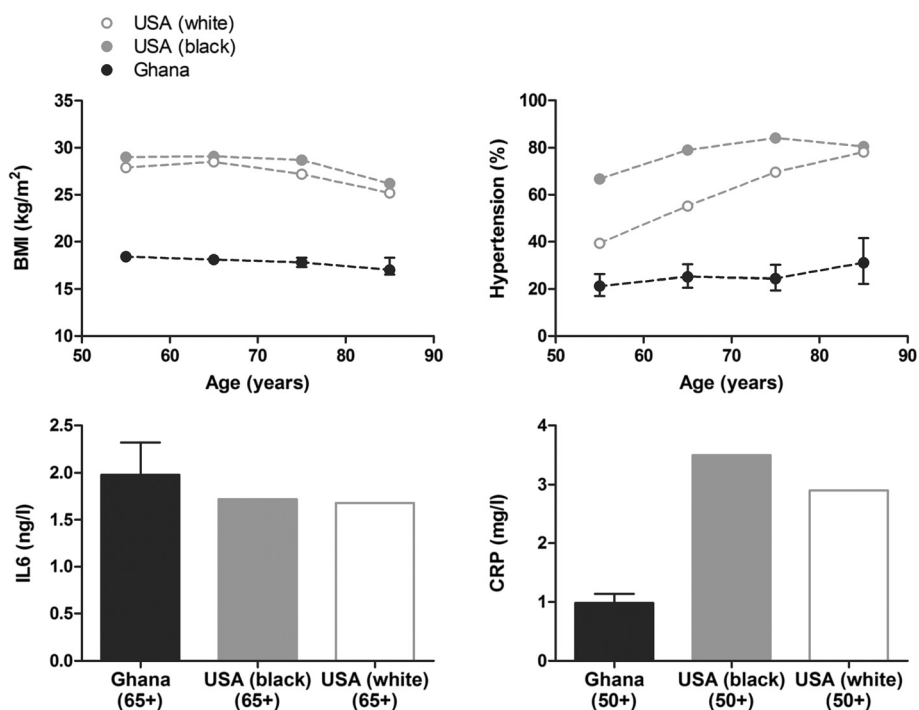 USA (white)
USA (black)
Ghana
35
30
25
20
15
10
BMI (kg/m²)
50 60 70 80 90
Age (years)
100
80
60
40
20
0
Hypertension (%)
50 60 70 80 90
Age (years)
2.5
2.0
1.5
1.0
0.5
0.0
IL6 (ng/l)
Ghana USA (black) USA (white)
(65+) (65+) (65+)
4
3
2
1
0
CRP (mg/l)
Ghana USA (black) USA (white)
(50+) (50+) (50+)